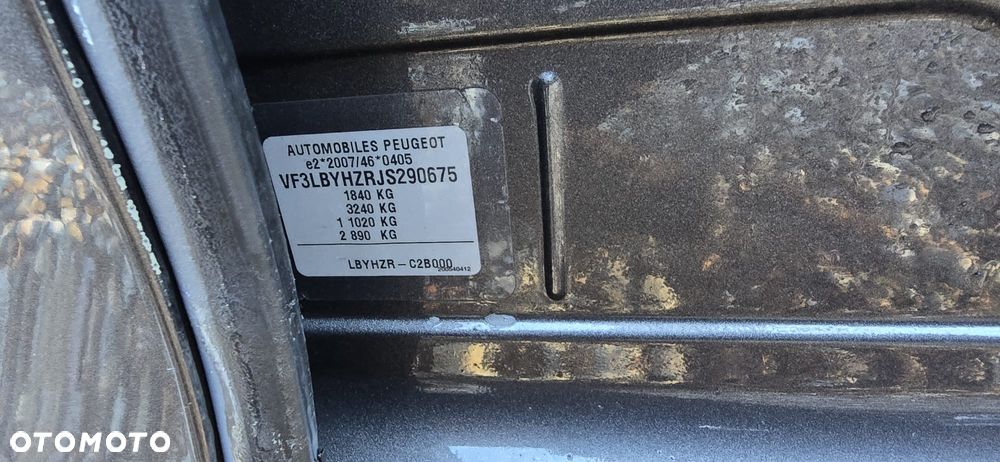 AUTOMOBILES PEUGEOT
e2*2007/46*0405
VF3LBYHZRJS290675
1840 KG
3240 KG
1 1020 KG
2 890 KG
LBYHZR - C2B000
200540412
OTOMOTO